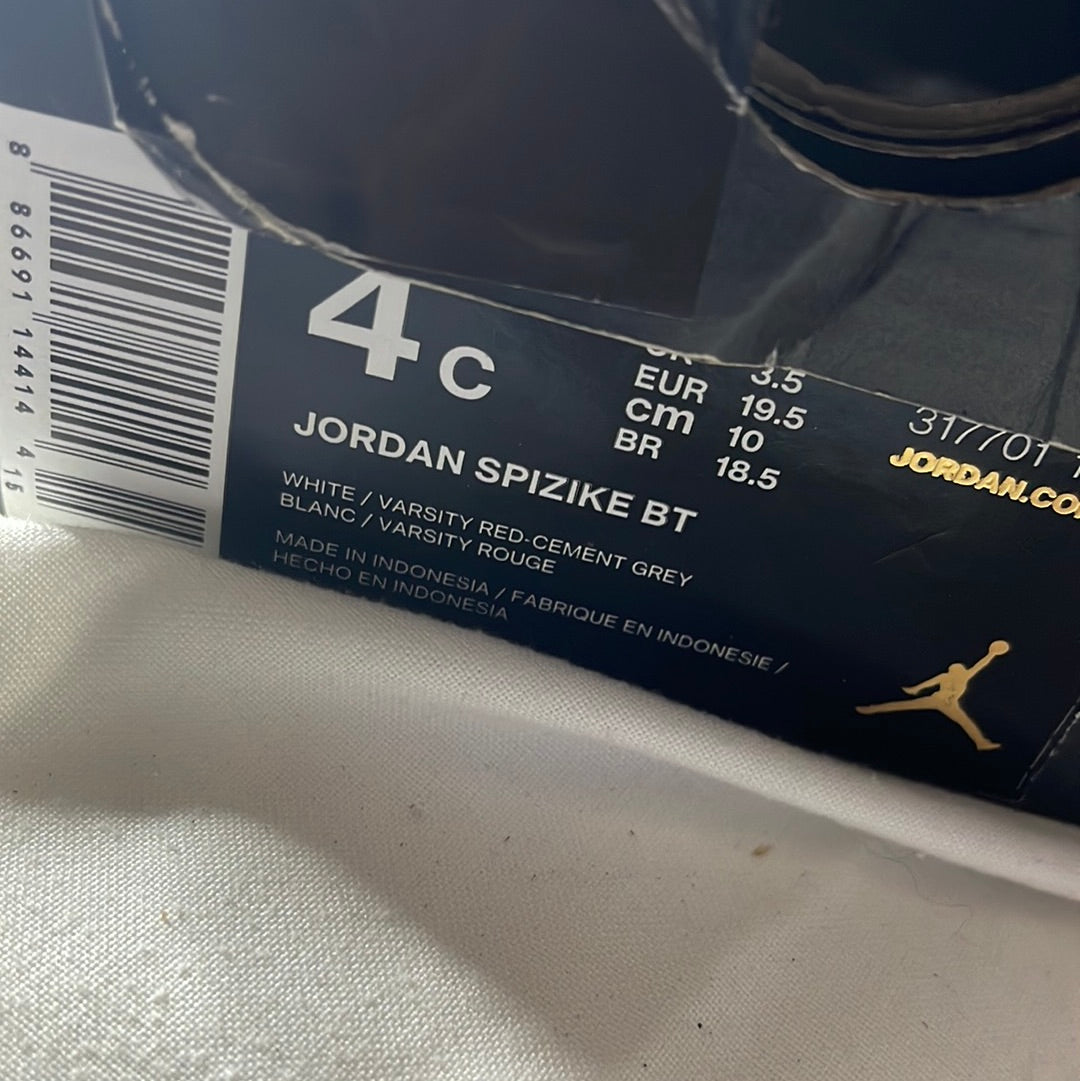 8 86691 14414 4 15
4 C
UK 3.5
EUR 19.5
cm 10
BR 18.5
317701
JORDAN.CO
JORDAN SPIZIKE BT
WHITE / VARSITY RED-CEMENT GREY
BLANC / VARSITY ROUGE
MADE IN INDONESIA / FABRIQUE EN INDONESIE /
HECHO EN INDONESIA